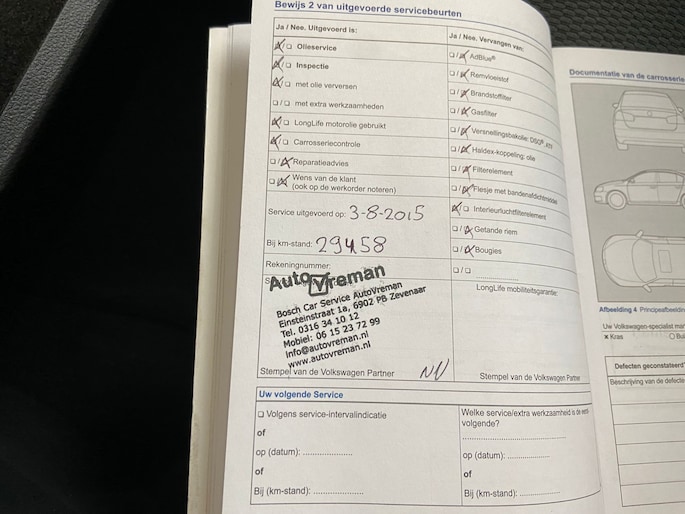 Bewijs 2 van uitgevoerde servicebeurten
Ja / Nee. Uitgevoerd is:
Olieservice
Inspectie
met olie verversen
met extra werkzaamheden
LongLife motorolie gebruikt
Carrosseriecontrole
Reparatieadvies
Wens van de klant
(ook op de werkorder noteren)
Service uitgevoerd op: 3-8-2015
Bij km-stand: 29458
Rekeningnummer:
AutoVreman
Bosch Car Service AutoVreman
Einsteinstraat 1a, 6902 PB Zevenaar
Tel. 0316 34 10 12
Mobiel: 06 15 23 72 99
info@autovreman.nl
www.autovreman.nl
Stempel van de Volkswagen Partner
Ja / Nee. Vervangen van:
AdBlue®
Remvloeistof
Brandstoffilter
Gasfilter
Versnellingsbakolie: DSG®,
Haldex-koppeling: olie
Filterelement
Flesje met bandenafdichtmiddel
Interieurluchtfilterelement
Getande riem
Bougies
LongLife mobiliteitsgarantie:
Stempel van de Volkswagen Partner
Uw volgende Service
Volgens service-intervalindicatie
of
op (datum): ....................
of
Bij (km-stand): ....................
Welke service/extra werkzaamheid is de
volgende?
op (datum): ....................
of
Bij (km-stand): ....................
Documentatie van de carrosserie
Afbeelding 4 Principeafbeelding
Uw Volkswagen-specialist
Kras
Defecten geconstateerd
Beschrijving van de defecte